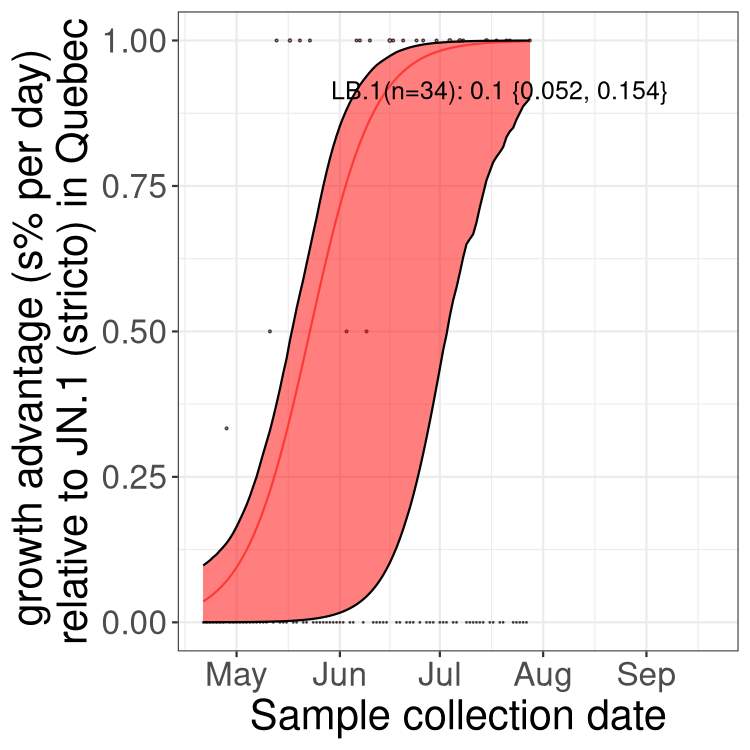 growth advantage (s% per day)
relative to JN.1 (stricto) in Quebec
1.00
0.75
0.50
0.25
0.00
LB.1(n=34): 0.1 {0.052, 0.154}
May Jun Jul Aug Sep
Sample collection date